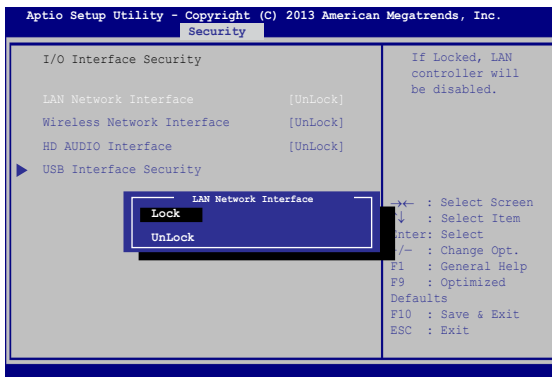 Aptio Setup Utility - Copyright (C) 2013 American Megatrends, Inc.
Security
I/O Interface Security
LAN Network Interface [UnLock]
Wireless Network Interface [UnLock]
HD AUDIO Interface [UnLock]
USB Interface Security
LAN Network Interface
Lock
UnLock
If Locked, LAN
controller will
be disabled.
→← : Select Screen
↑↓ : Select Item
Enter: Select
+/— : Change Opt.
F1 : General Help
F9 : Optimized
Defaults
F10 : Save & Exit
ESC : Exit